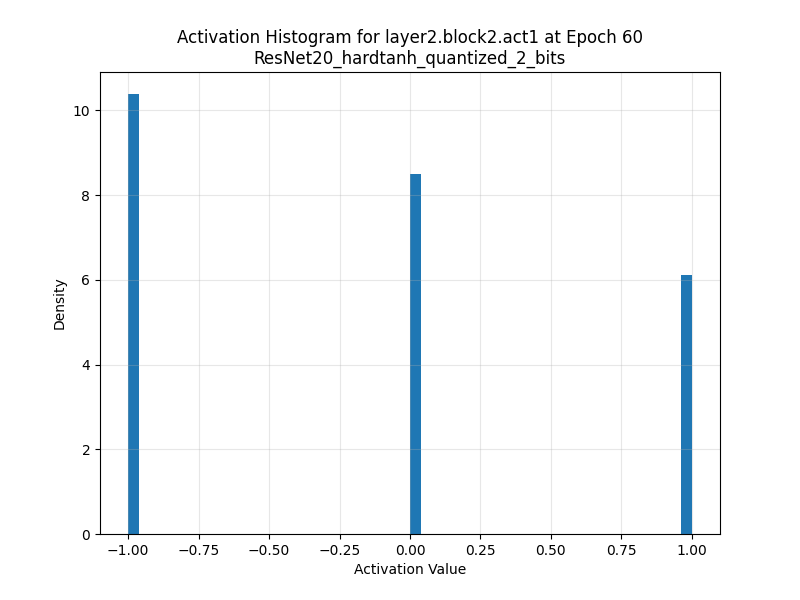 Activation Histogram for layer2.block2.act1 at Epoch 60
ResNet20_hardtanh_quantized_2_bits
Density
10
8
6
4
2
0
−1.00 −0.75 −0.50 −0.25 0.00 0.25 0.50 0.75 1.00
Activation Value